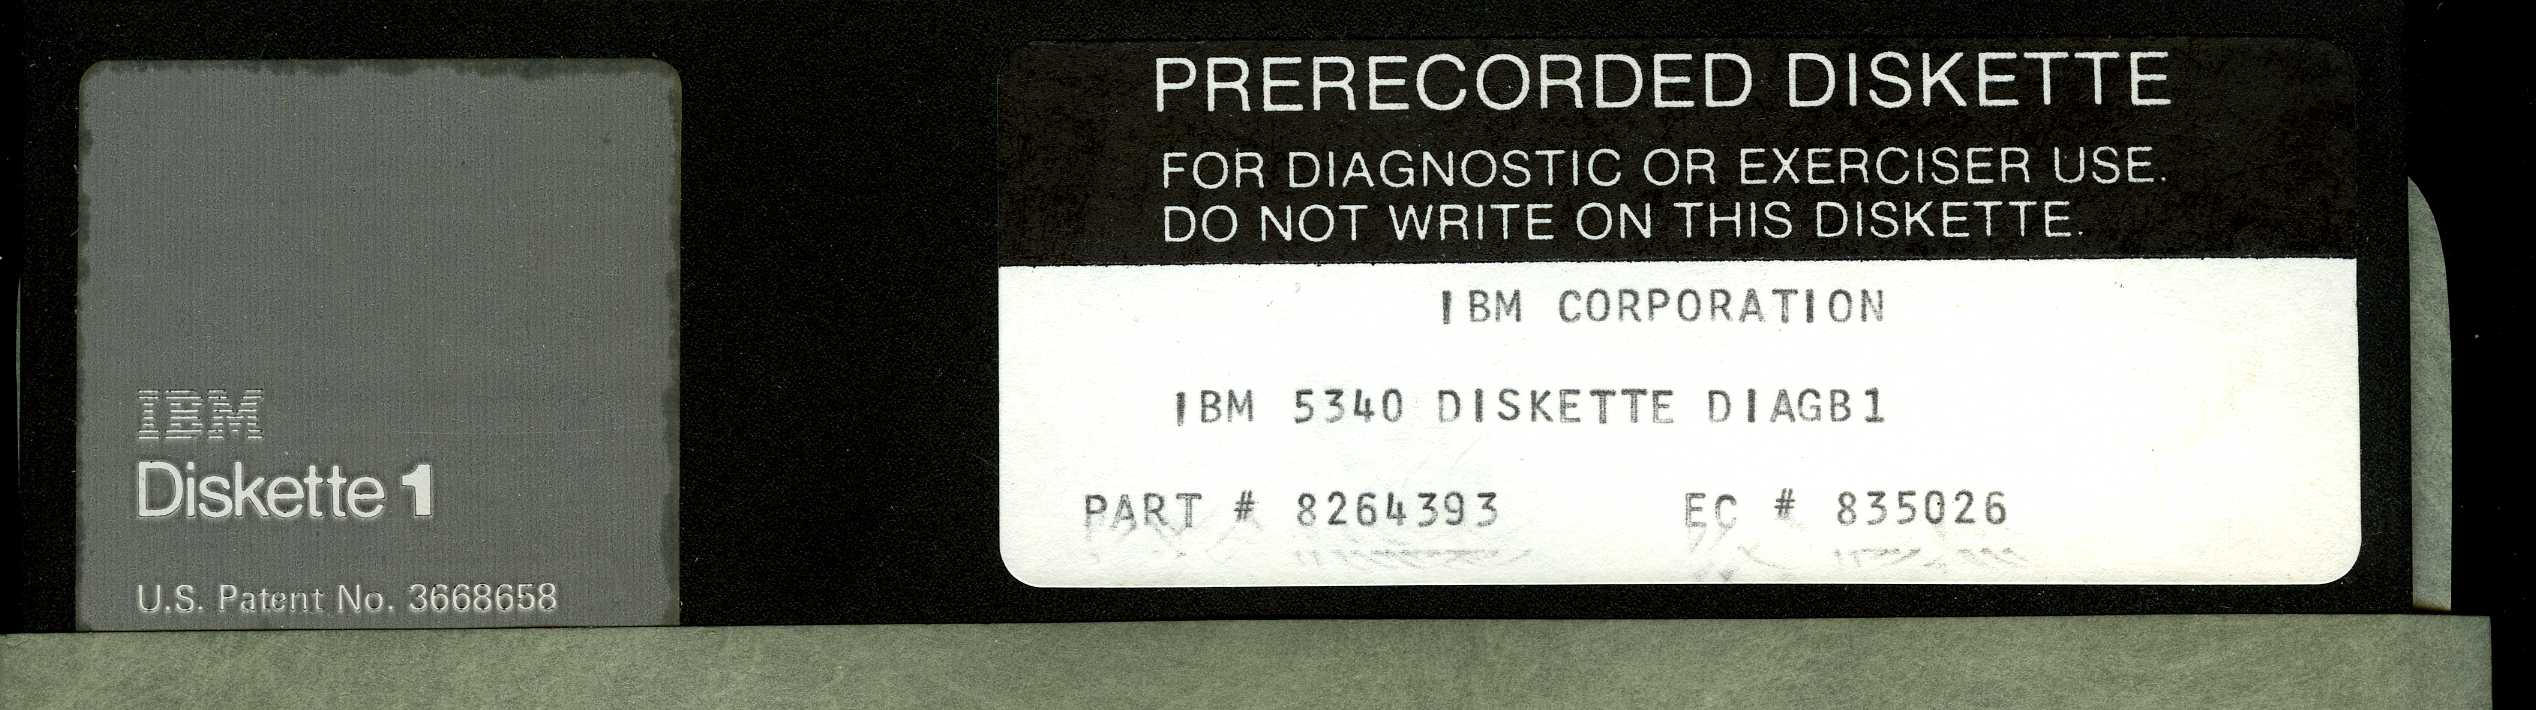 IBM
Diskette 1
U.S. Patent No. 3668658
PRERECORDED DISKETTE
FOR DIAGNOSTIC OR EXERCISER USE.
DO NOT WRITE ON THIS DISKETTE.
IBM CORPORATION
IBM 5340 DISKETTE DIAGB1
PART # 8264393 EC # 835026